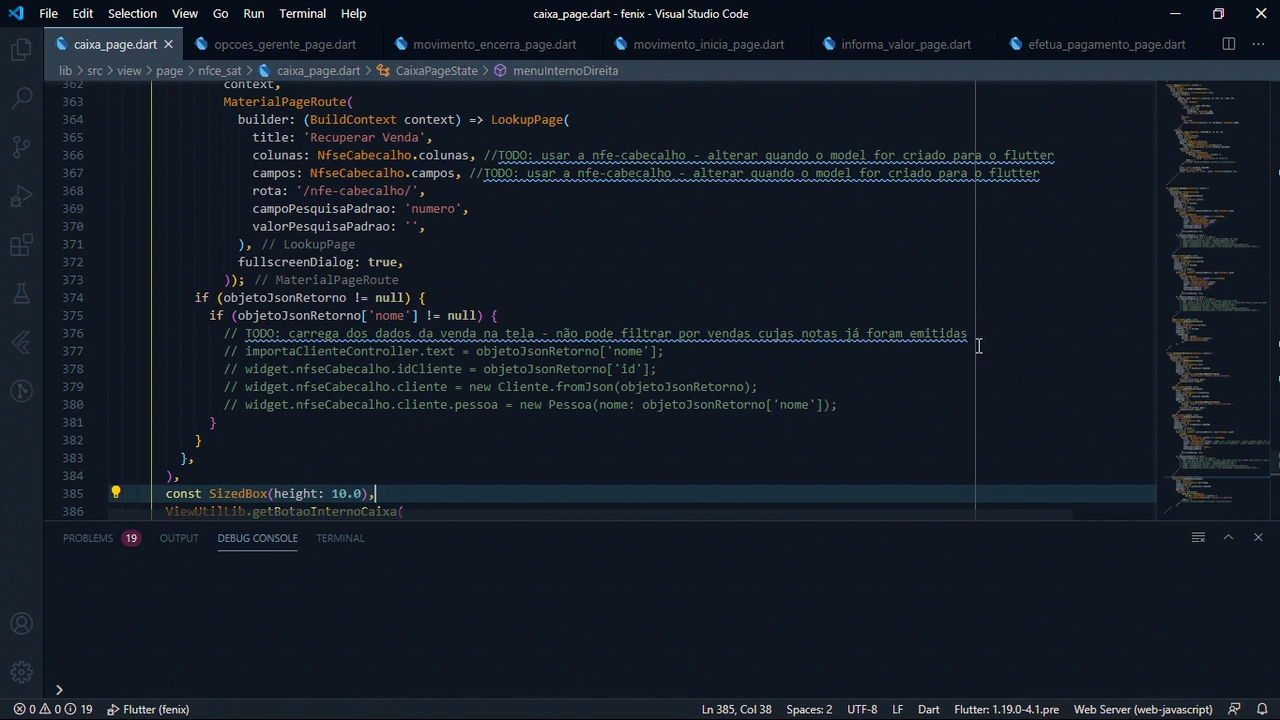 File Edit Selection View Go Run Terminal Help caixa_page.dart - fenix - Visual Studio Code
caixa_page.dart opcoes_gerente_page.dart movimento_encerra_page.dart movimento_inicia_page.dart informa_valor_page.dart efetua_pagamento_page.dart
lib > src > view > page > nfce_sat > caixa_page.dart > CaixaPageState > menuInternoDireita
362 context,
363 MaterialPageRoute(
364 builder: (BuildContext context) => LookupPage(
365 title: 'Recuperar Venda',
366 colunas: NfseCabecalho.colunas, //TODO: usar a nfe-cabecalho - alterar quando o model for criado para o flutter
367 campos: NfseCabecalho.campos, //TODO: usar a nfe-cabecalho - alterar quando o model for criado para o flutter
368 rota: '/nfe-cabecalho/',
369 campoPesquisaPadrao: 'numero',
370 valorPesquisaPadrao: '',
371 ), // LookupPage
372 fullscreenDialog: true,
373 )); // MaterialPageRoute
374 if (objetoJsonRetorno != null) {
375 if (objetoJsonRetorno['nome'] != null) {
376 // TODO: carrega dos dados da venda na tela - não pode filtrar por vendas cujas notas já foram emitidas
377 // importaClienteController.text = objetoJsonRetorno['nome'];
378 // widget.nfseCabecalho.idCliente = objetoJsonRetorno['id'];
379 // widget.nfseCabecalho.cliente = new Cliente.fromJson(objetoJsonRetorno);
380 // widget.nfseCabecalho.cliente.pessoa = new Pessoa(nome: objetoJsonRetorno['nome']);
381 }
382 }
383 },
384 ),
385 const SizedBox(height: 10.0),
386 ViewUtilLib.getBotaoInternoCaixa(
PROBLEMS 19 OUTPUT DEBUG CONSOLE TERMINAL
0 0 19 Flutter (fenix) Ln 385, Col 38 Spaces: 2 UTF-8 LF Dart Flutter: 1.19.0-4.1.pre Web Server (web-javascript)